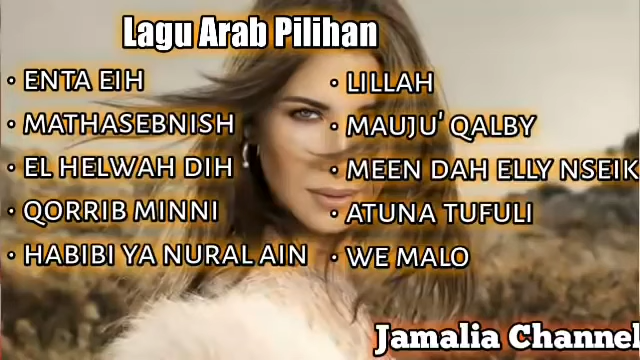 Lagu Arab Pilihan
• ENTA EIH
• MATHASEBNISH
• EL HELWAH DIH
• QORRIB MINNI
• HABIBI YA NURAL AIN
• LILLAH
• MAUJU' QALBY
• MEEN DAH ELLY NSEIK
• ATUNA TUFULI
• WE MALO
Jamalia Channel